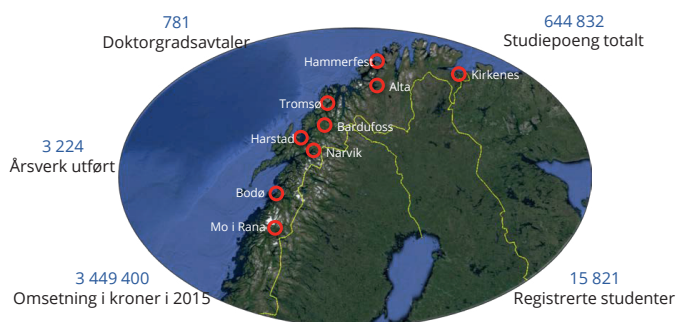 781
Doktorgradsavtaler
644 832
Studiepoeng totalt
Hammerfest
Kirkenes
Alta
Tromsø
Bardufoss
Harstad
Narvik
3 224
Årsverk utført
Bodø
Mo i Rana
3 449 400
Omsetning i kroner i 2015
15 821
Registrerte studenter